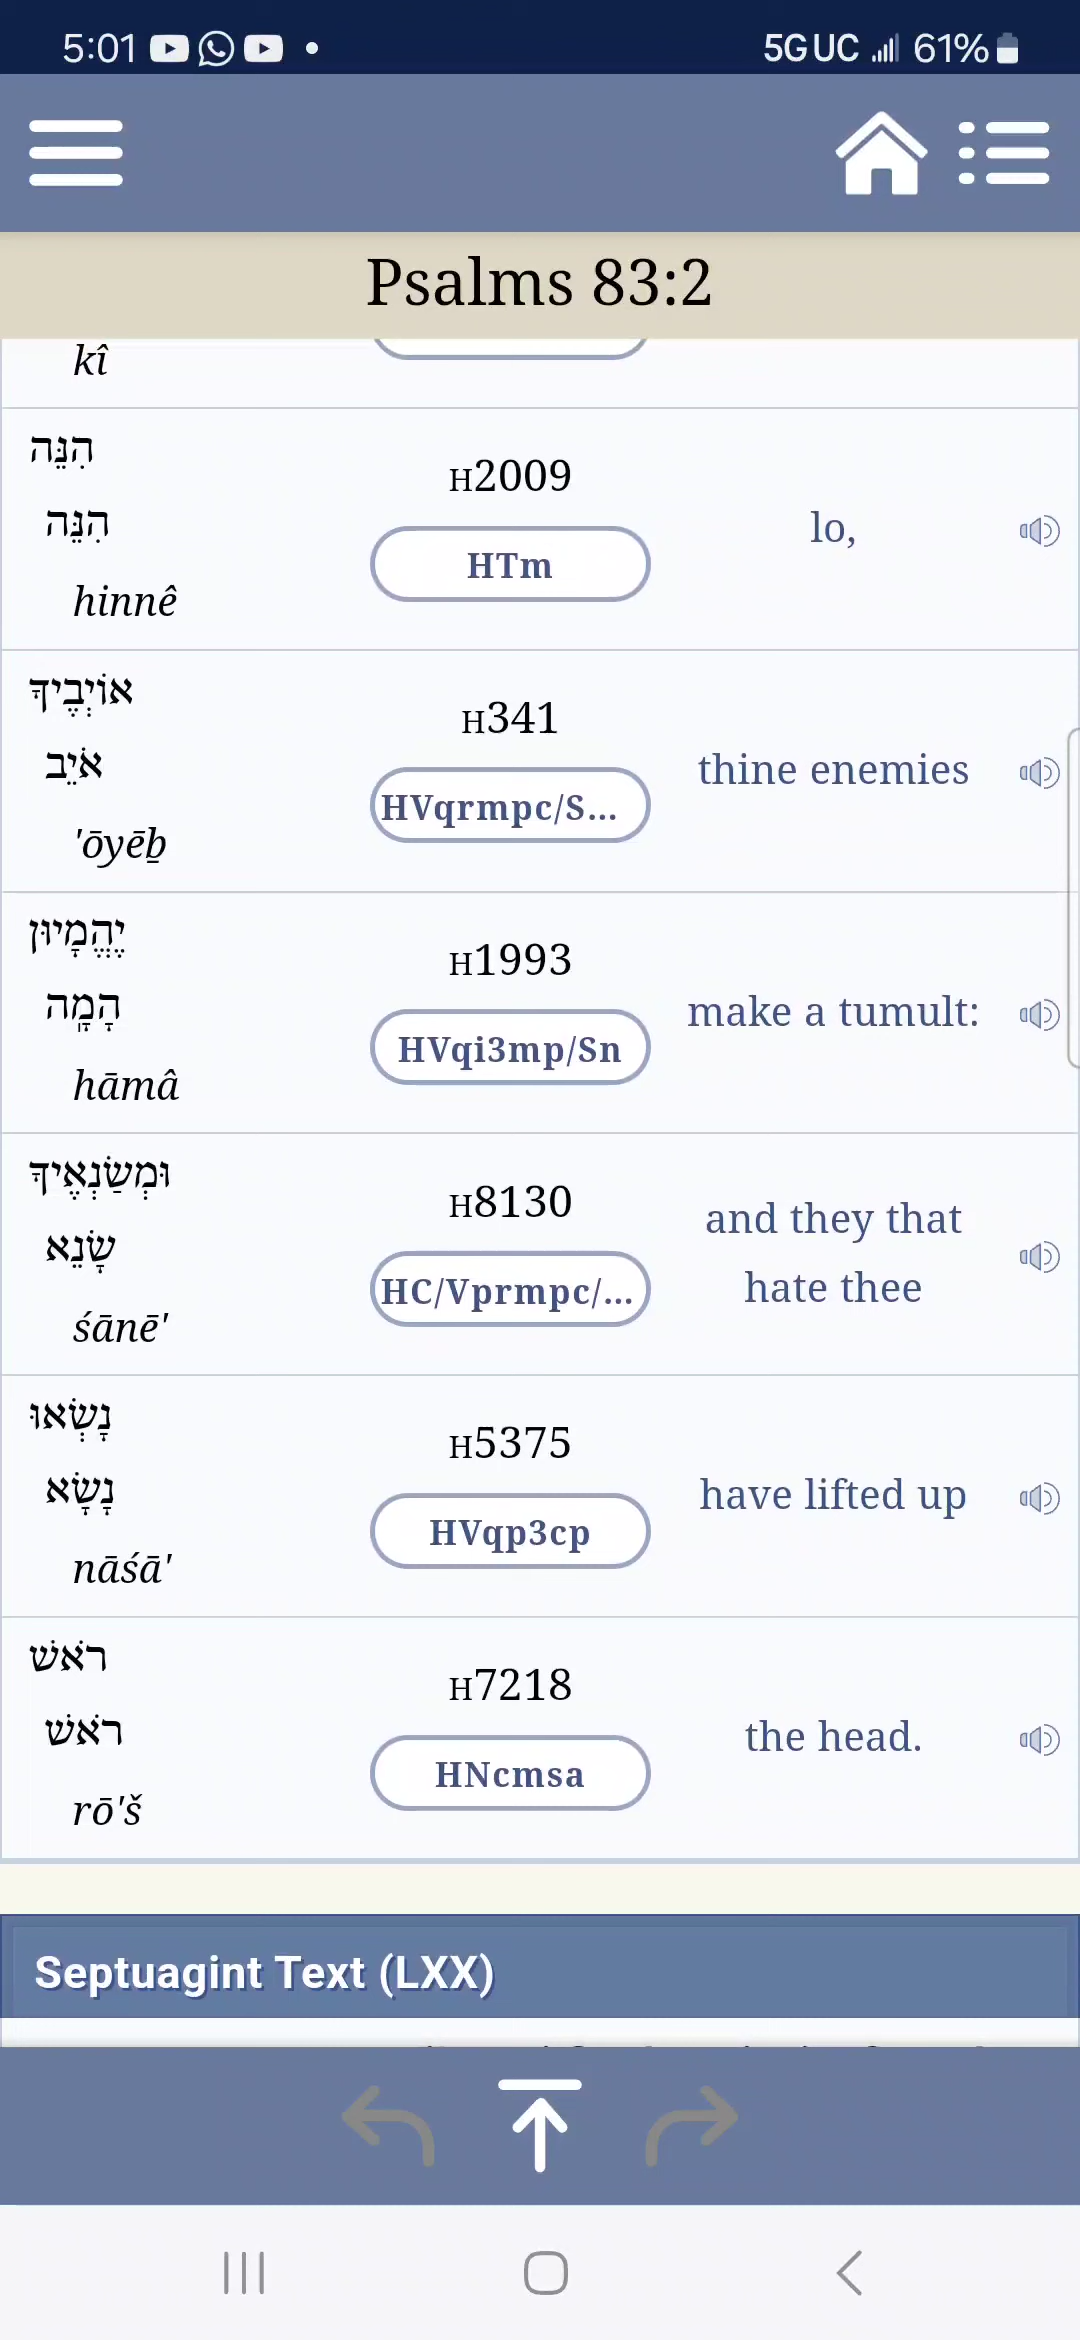 5:01 5G UC 61%
Psalms 83:2
kî
הִנֵּה
הִנֵּה
hinnê
H2009
HTm
lo,
אוֹיְבֶיךָ
אֹיֵב
'ōyēḇ
H341
HVqrmpc/S...
thine enemies
יֶהֱמָיוּן
הָמָה
hāmâ
H1993
HVqi3mp/Sn
make a tumult:
וּמְשַׂנְאֶיךָ
שָׂנֵא
śānē'
H8130
HC/Vprmpc/...
and they that
hate thee
נָשְׂאוּ
נָשָׂא
nāśā'
H5375
HVqp3cp
have lifted up
רֹאשׁ
רֹאשׁ
rō'š
H7218
HNcmsa
the head.
Septuagint Text (LXX)